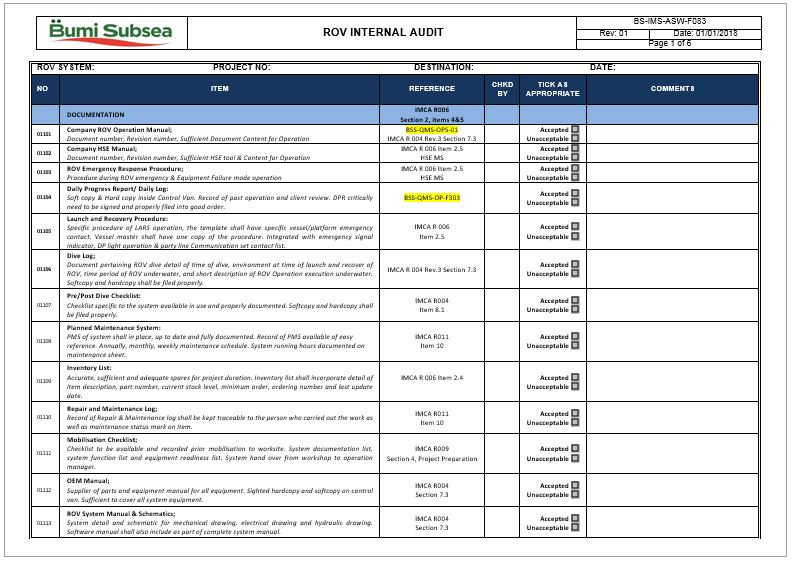 Bumi Subsea
ROV INTERNAL AUDIT
BS-IMS-ASW-F083
Rev: 01 Date: 01/01/2018
Page 1 of 6
ROV SYSTEM: PROJECT NO: DESTINATION: DATE:
NO ITEM REFERENCE CHKD BY TICK AS APPROPRIATE COMMENTS
DOCUMENTATION
IMCA R006
Section 2, items 4&5
01101
Company ROV Operation Manual;
Document number, Revision number, Sufficient Document Content for Operation
BSS-QMS-OPS-01
IMCA R 004 Rev.3 Section 7.3
Accepted
Unacceptable
01102
Company HSE Manual;
Document number, Revision number, Sufficient HSE tool & Content for Operation
IMCA R 006 Item 2.5
HSE MS
Accepted
Unacceptable
01103
ROV Emergency Response Procedure;
Procedure during ROV emergency & Equipment Failure mode operation
IMCA R 006 Item 2.5
HSE MS
Accepted
Unacceptable
01104
Daily Progress Report/ Daily Log:
Soft copy & Hard copy inside Control Van. Record of past operation and client review. DPR critically
need to be signed and properly filed into good order.
BSS-QMS-OP-F303
Accepted
Unacceptable
01105
Launch and Recovery Procedure:
Specific procedure of LARS operation, the template shall have specific vessel/platform emergency
contact. Vessel master shall have one copy of the procedure. Integrated with emergency signal
indicator, DP light operation & party line Communication set contact list.
IMCA R 006
Item 2.5
Accepted
Unacceptable
01106
Dive Log;
Document pertaining ROV dive detail of time of dive, environment at time of launch and recover of
ROV, time period of ROV underwater, and short description of ROV Operation execution underwater.
Softcopy and hardcopy shall be filed properly.
IMCA R 004 Rev.3 Section 7.3
Accepted
Unacceptable
01107
Pre/Post Dive Checklist:
Checklist specific to the system available in use and properly documented. Softcopy and hardcopy shall
be filed properly.
IMCA R004
Item 8.1
Accepted
Unacceptable
01108
Planned Maintenance System:
PMS of system shall in place, up to date and fully documented. Record of PMS available of easy
reference. Annually, monthly, weekly maintenance schedule. System running hours documented on
maintenance sheet.
IMCA R011
Item 10
Accepted
Unacceptable
01109
Inventory List:
Accurate, sufficient and adequate spares for project duration. Inventory list shall incorporate detail of
item description, part number, current stock level, minimum order, ordering number and last update
date.
IMCA R 006 Item 2.4
Accepted
Unacceptable
01110
Repair and Maintenance Log;
Record of Repair & Maintenance log shall be kept traceable to the person who carried out the work as
well as maintenance status mark on item.
IMCA R011
Item 10
Accepted
Unacceptable
01111
Mobilisation Checklist;
Checklist to be available and recorded prior mobilisation to worksite. System documentation list,
system function list and equipment readiness list. System hand over from workshop to operation
manager.
IMCA R009
Section 4, Project Preparation
Accepted
Unacceptable
01112
OEM Manual;
Supplier of parts and equipment manual for all equipment. Sighted hardcopy and softcopy on control
van. Sufficient to cover all system equipment.
IMCA R004
Section 7.3
Accepted
Unacceptable
01113
ROV System Manual & Schematics;
System detail and schematic for mechanical drawing, electrical drawing and hydraulic drawing.
Software manual shall also include as part of complete system manual.
IMCA R004
Section 7.3
Accepted
Unacceptable